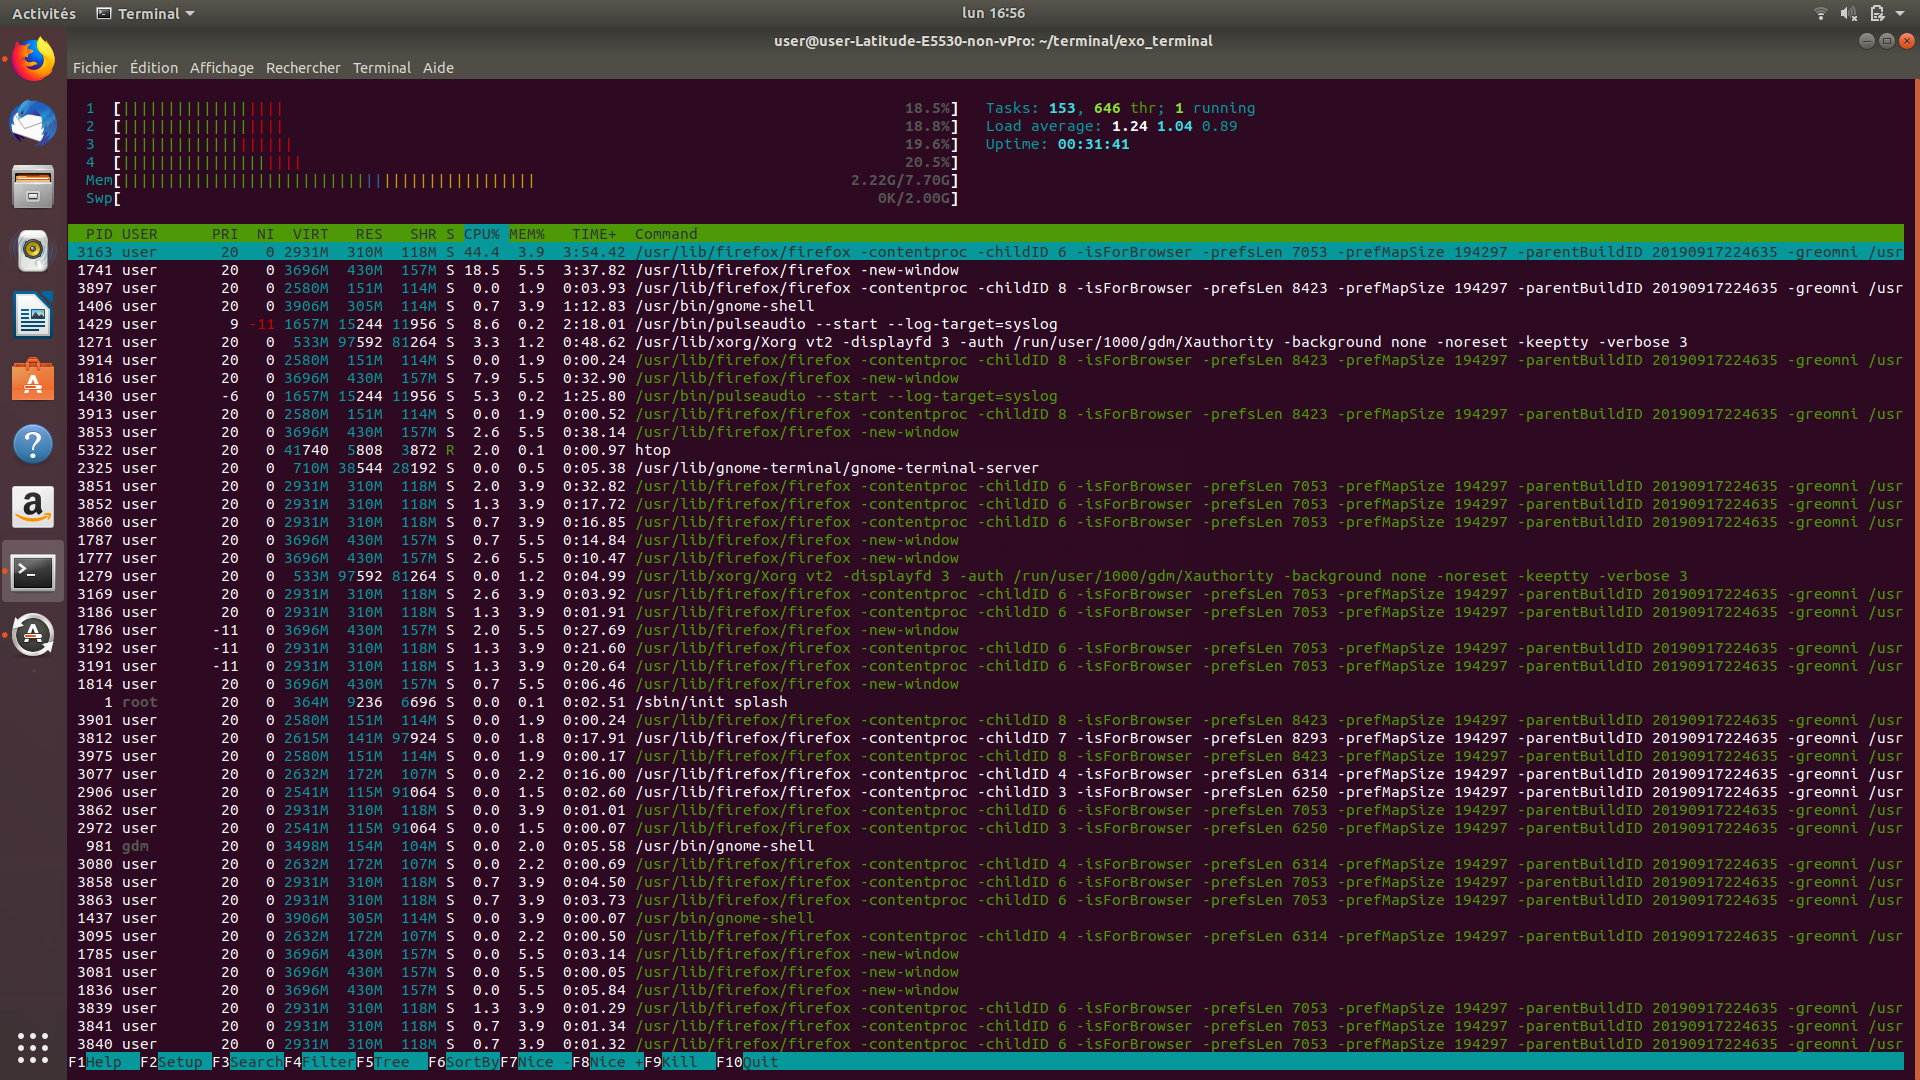 Activités Terminal lun 16:56
user@user-Latitude-E5530-non-vPro: ~/terminal/exo_terminal
Fichier Édition Affichage Rechercher Terminal Aide
1 [|||||||||||||||||| 18.5%] Tasks: 153, 646 thr; 1 running
2 [|||||||||||||||||| 18.8%] Load average: 1.24 1.04 0.89
3 [||||||||||||||||||| 19.6%] Uptime: 00:31:41
4 [|||||||||||||||||||| 20.5%]
Mem[|||||||||||||||||||||||||||||||||||||||||||||| 2.22G/7.70G]
Swp[ 0K/2.00G]
PID USER PRI NI VIRT RES SHR S CPU% MEM% TIME+ Command
3163 user 20 0 2931M 310M 118M S 44.4 3.9 3:54.42 /usr/lib/firefox/firefox -contentproc -childID 6 -isForBrowser -prefsLen 7053 -prefMapSize 194297 -parentBuildID 20190917224635 -greomni /usr
1741 user 20 0 3696M 430M 157M S 18.5 5.5 3:37.82 /usr/lib/firefox/firefox -new-window
3897 user 20 0 2580M 151M 114M S 0.0 1.9 0:03.93 /usr/lib/firefox/firefox -contentproc -childID 8 -isForBrowser -prefsLen 8423 -prefMapSize 194297 -parentBuildID 20190917224635 -greomni /usr
1406 user 20 0 3906M 305M 114M S 0.7 3.9 1:12.83 /usr/bin/gnome-shell
1429 user 9 -11 1657M 15244 11956 S 8.6 0.2 2:18.01 /usr/bin/pulseaudio --start --log-target=syslog
1271 user 20 0 533M 97592 81264 S 3.3 1.2 0:48.62 /usr/lib/xorg/Xorg vt2 -displayfd 3 -auth /run/user/1000/gdm/Xauthority -background none -noreset -keeptty -verbose 3
3914 user 20 0 2580M 151M 114M S 0.0 1.9 0:00.24 /usr/lib/firefox/firefox -contentproc -childID 8 -isForBrowser -prefsLen 8423 -prefMapSize 194297 -parentBuildID 20190917224635 -greomni /usr
1816 user 20 0 3696M 430M 157M S 7.9 5.5 0:32.90 /usr/lib/firefox/firefox -new-window
1430 user -6 0 1657M 15244 11956 S 5.3 0.2 1:25.80 /usr/bin/pulseaudio --start --log-target=syslog
3913 user 20 0 2580M 151M 114M S 0.0 1.9 0:00.52 /usr/lib/firefox/firefox -contentproc -childID 8 -isForBrowser -prefsLen 8423 -prefMapSize 194297 -parentBuildID 20190917224635 -greomni /usr
3853 user 20 0 3696M 430M 157M S 2.6 5.5 0:38.14 /usr/lib/firefox/firefox -new-window
5322 user 20 0 41740 5808 3872 R 2.0 0.1 0:00.97 htop
2325 user 20 0 710M 38544 28192 S 0.0 0.5 0:05.38 /usr/lib/gnome-terminal/gnome-terminal-server
3851 user 20 0 2931M 310M 118M S 2.0 3.9 0:32.82 /usr/lib/firefox/firefox -contentproc -childID 6 -isForBrowser -prefsLen 7053 -prefMapSize 194297 -parentBuildID 20190917224635 -greomni /usr
3852 user 20 0 2931M 310M 118M S 1.3 3.9 0:17.72 /usr/lib/firefox/firefox -contentproc -childID 6 -isForBrowser -prefsLen 7053 -prefMapSize 194297 -parentBuildID 20190917224635 -greomni /usr
3860 user 20 0 2931M 310M 118M S 0.7 3.9 0:16.85 /usr/lib/firefox/firefox -contentproc -childID 6 -isForBrowser -prefsLen 7053 -prefMapSize 194297 -parentBuildID 20190917224635 -greomni /usr
1787 user 20 0 3696M 430M 157M S 0.7 5.5 0:14.84 /usr/lib/firefox/firefox -new-window
1777 user 20 0 3696M 430M 157M S 2.6 5.5 0:10.47 /usr/lib/firefox/firefox -new-window
1279 user 20 0 533M 97592 81264 S 0.0 1.2 0:04.99 /usr/lib/xorg/Xorg vt2 -displayfd 3 -auth /run/user/1000/gdm/Xauthority -background none -noreset -keeptty -verbose 3
3169 user 20 0 2931M 310M 118M S 2.6 3.9 0:03.92 /usr/lib/firefox/firefox -contentproc -childID 6 -isForBrowser -prefsLen 7053 -prefMapSize 194297 -parentBuildID 20190917224635 -greomni /usr
3186 user 20 0 2931M 310M 118M S 1.3 3.9 0:01.91 /usr/lib/firefox/firefox -contentproc -childID 6 -isForBrowser -prefsLen 7053 -prefMapSize 194297 -parentBuildID 20190917224635 -greomni /usr
1786 user -11 0 3696M 430M 157M S 2.0 5.5 0:27.69 /usr/lib/firefox/firefox -new-window
3192 user -11 0 2931M 310M 118M S 1.3 3.9 0:21.60 /usr/lib/firefox/firefox -contentproc -childID 6 -isForBrowser -prefsLen 7053 -prefMapSize 194297 -parentBuildID 20190917224635 -greomni /usr
3191 user -11 0 2931M 310M 118M S 1.3 3.9 0:20.64 /usr/lib/firefox/firefox -contentproc -childID 6 -isForBrowser -prefsLen 7053 -prefMapSize 194297 -parentBuildID 20190917224635 -greomni /usr
1814 user 20 0 3696M 430M 157M S 0.7 5.5 0:06.46 /usr/lib/firefox/firefox -new-window
1 root 20 0 364M 9236 6696 S 0.0 0.1 0:02.51 /sbin/init splash
3901 user 20 0 2580M 151M 114M S 0.0 1.9 0:00.24 /usr/lib/firefox/firefox -contentproc -childID 8 -isForBrowser -prefsLen 8423 -prefMapSize 194297 -parentBuildID 20190917224635 -greomni /usr
3812 user 20 0 2615M 141M 97924 S 0.0 1.8 0:17.91 /usr/lib/firefox/firefox -contentproc -childID 7 -isForBrowser -prefsLen 8293 -prefMapSize 194297 -parentBuildID 20190917224635 -greomni /usr
3975 user 20 0 2580M 151M 114M S 0.0 1.9 0:00.17 /usr/lib/firefox/firefox -contentproc -childID 8 -isForBrowser -prefsLen 8423 -prefMapSize 194297 -parentBuildID 20190917224635 -greomni /usr
3077 user 20 0 2632M 172M 107M S 0.0 2.2 0:16.00 /usr/lib/firefox/firefox -contentproc -childID 4 -isForBrowser -prefsLen 6314 -prefMapSize 194297 -parentBuildID 20190917224635 -greomni /usr
2906 user 20 0 2541M 115M 91064 S 0.0 1.5 0:02.60 /usr/lib/firefox/firefox -contentproc -childID 3 -isForBrowser -prefsLen 6250 -prefMapSize 194297 -parentBuildID 20190917224635 -greomni /usr
3862 user 20 0 2931M 310M 118M S 0.0 3.9 0:01.01 /usr/lib/firefox/firefox -contentproc -childID 6 -isForBrowser -prefsLen 7053 -prefMapSize 194297 -parentBuildID 20190917224635 -greomni /usr
2972 user 20 0 2541M 115M 91064 S 0.0 1.5 0:00.07 /usr/lib/firefox/firefox -contentproc -childID 3 -isForBrowser -prefsLen 6250 -prefMapSize 194297 -parentBuildID 20190917224635 -greomni /usr
981 gdm 20 0 3498M 154M 104M S 0.0 2.0 0:05.58 /usr/bin/gnome-shell
3080 user 20 0 2632M 172M 107M S 0.0 2.2 0:00.69 /usr/lib/firefox/firefox -contentproc -childID 4 -isForBrowser -prefsLen 6314 -prefMapSize 194297 -parentBuildID 20190917224635 -greomni /usr
3858 user 20 0 2931M 310M 118M S 0.7 3.9 0:04.50 /usr/lib/firefox/firefox -contentproc -childID 6 -isForBrowser -prefsLen 7053 -prefMapSize 194297 -parentBuildID 20190917224635 -greomni /usr
3863 user 20 0 2931M 310M 118M S 0.7 3.9 0:03.73 /usr/lib/firefox/firefox -contentproc -childID 6 -isForBrowser -prefsLen 7053 -prefMapSize 194297 -parentBuildID 20190917224635 -greomni /usr
1437 user 20 0 3906M 305M 114M S 0.0 3.9 0:00.07 /usr/bin/gnome-shell
3095 user 20 0 2632M 172M 107M S 0.0 2.2 0:00.50 /usr/lib/firefox/firefox -contentproc -childID 4 -isForBrowser -prefsLen 6314 -prefMapSize 194297 -parentBuildID 20190917224635 -greomni /usr
1785 user 20 0 3696M 430M 157M S 0.0 5.5 0:03.14 /usr/lib/firefox/firefox -new-window
3081 user 20 0 3696M 430M 157M S 0.0 5.5 0:00.05 /usr/lib/firefox/firefox -new-window
1836 user 20 0 3696M 430M 157M S 0.0 5.5 0:05.84 /usr/lib/firefox/firefox -new-window
3839 user 20 0 2931M 310M 118M S 1.3 3.9 0:01.29 /usr/lib/firefox/firefox -contentproc -childID 6 -isForBrowser -prefsLen 7053 -prefMapSize 194297 -parentBuildID 20190917224635 -greomni /usr
3841 user 20 0 2931M 310M 118M S 0.7 3.9 0:01.34 /usr/lib/firefox/firefox -contentproc -childID 6 -isForBrowser -prefsLen 7053 -prefMapSize 194297 -parentBuildID 20190917224635 -greomni /usr
3840 user 20 0 2931M 310M 118M S 0.7 3.9 0:01.32 /usr/lib/firefox/firefox -contentproc -childID 6 -isForBrowser -prefsLen 7053 -prefMapSize 194297 -parentBuildID 20190917224635 -greomni /usr
F1Help F2Setup F3SearchF4FilterF5Tree F6SortByF7Nice -F8Nice +F9Kill F10Quit